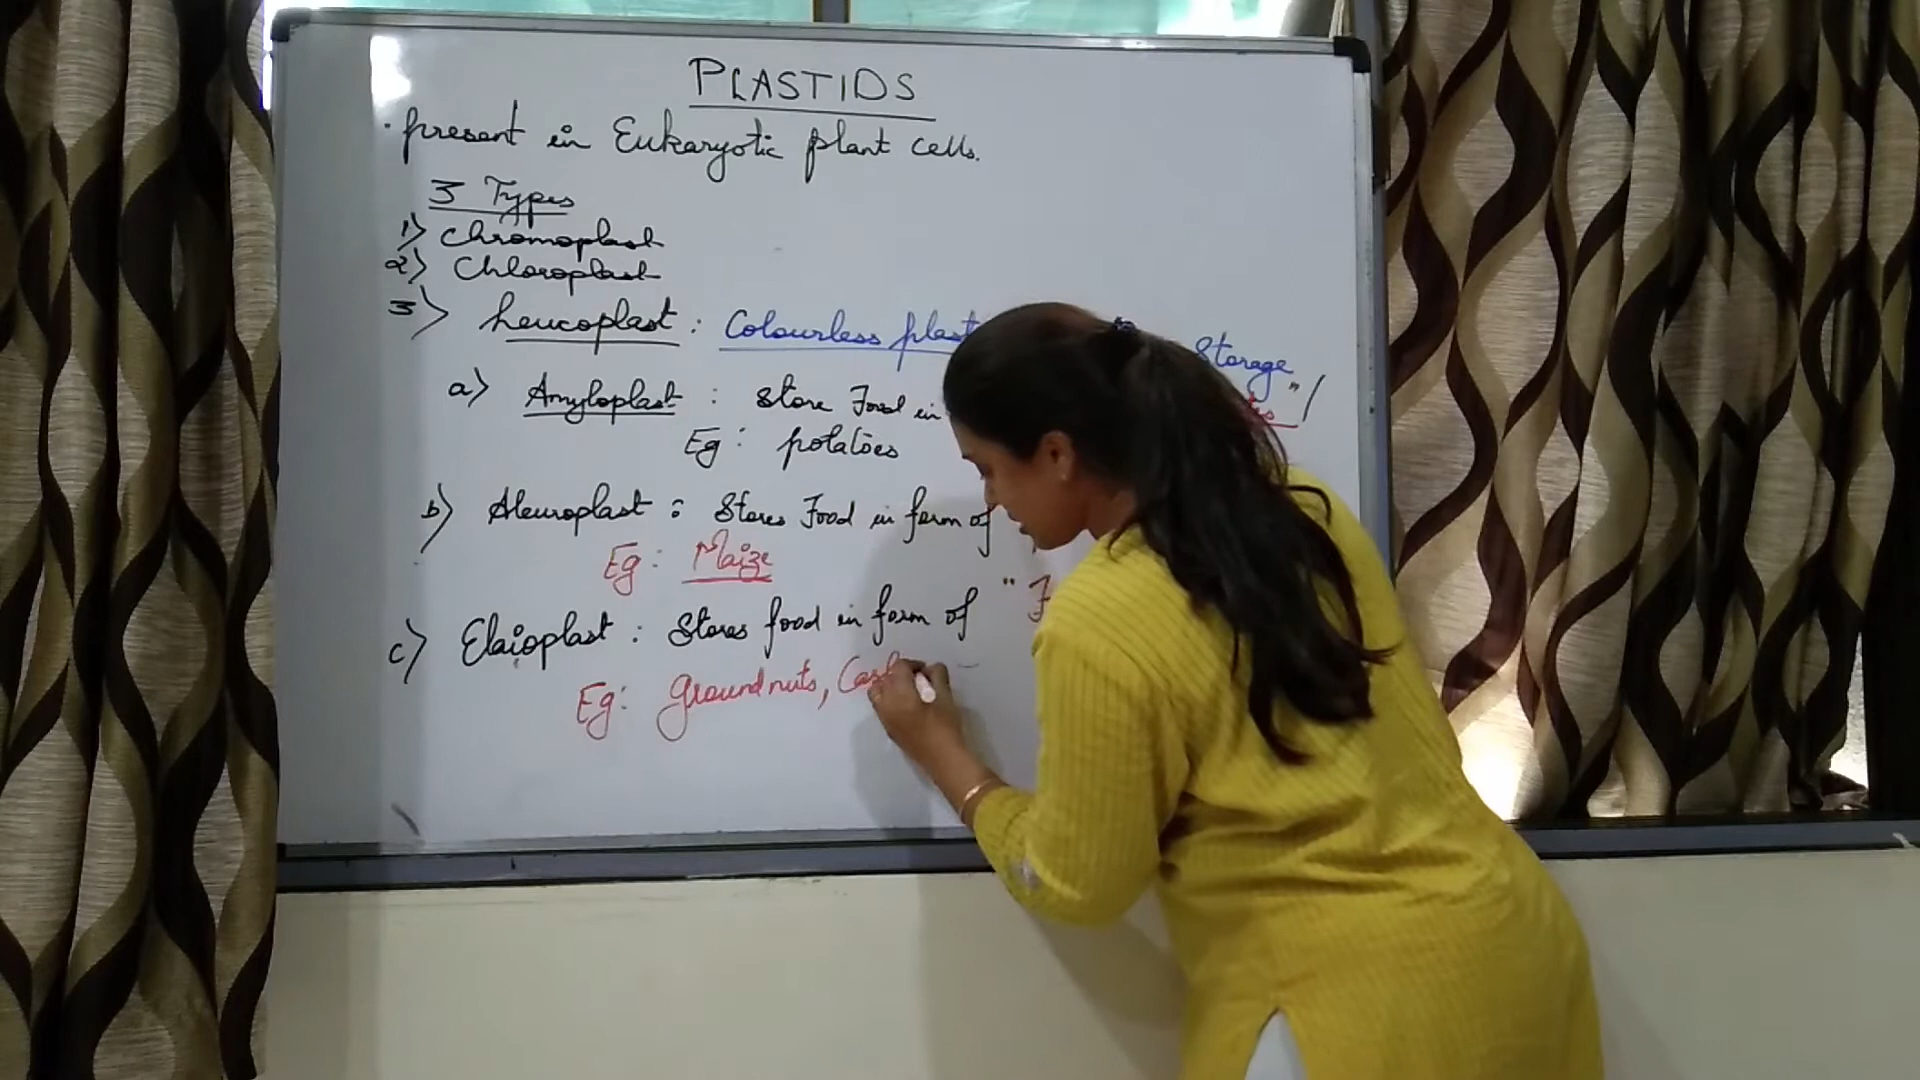 PLASTIDS
· present in Eukaryotic plant cells.
3 Types
1) Chromoplast
2) Chloroplast
3) Leucoplast : Colourless plast Storage
a) Amyloplast : Store Food in "/
Eg : potatoes
b) Aleuroplast : Stores Food in form of
Eg : Maize
c) Elaioplast : Stores food in form of "
Eg: Groundnuts, Cas